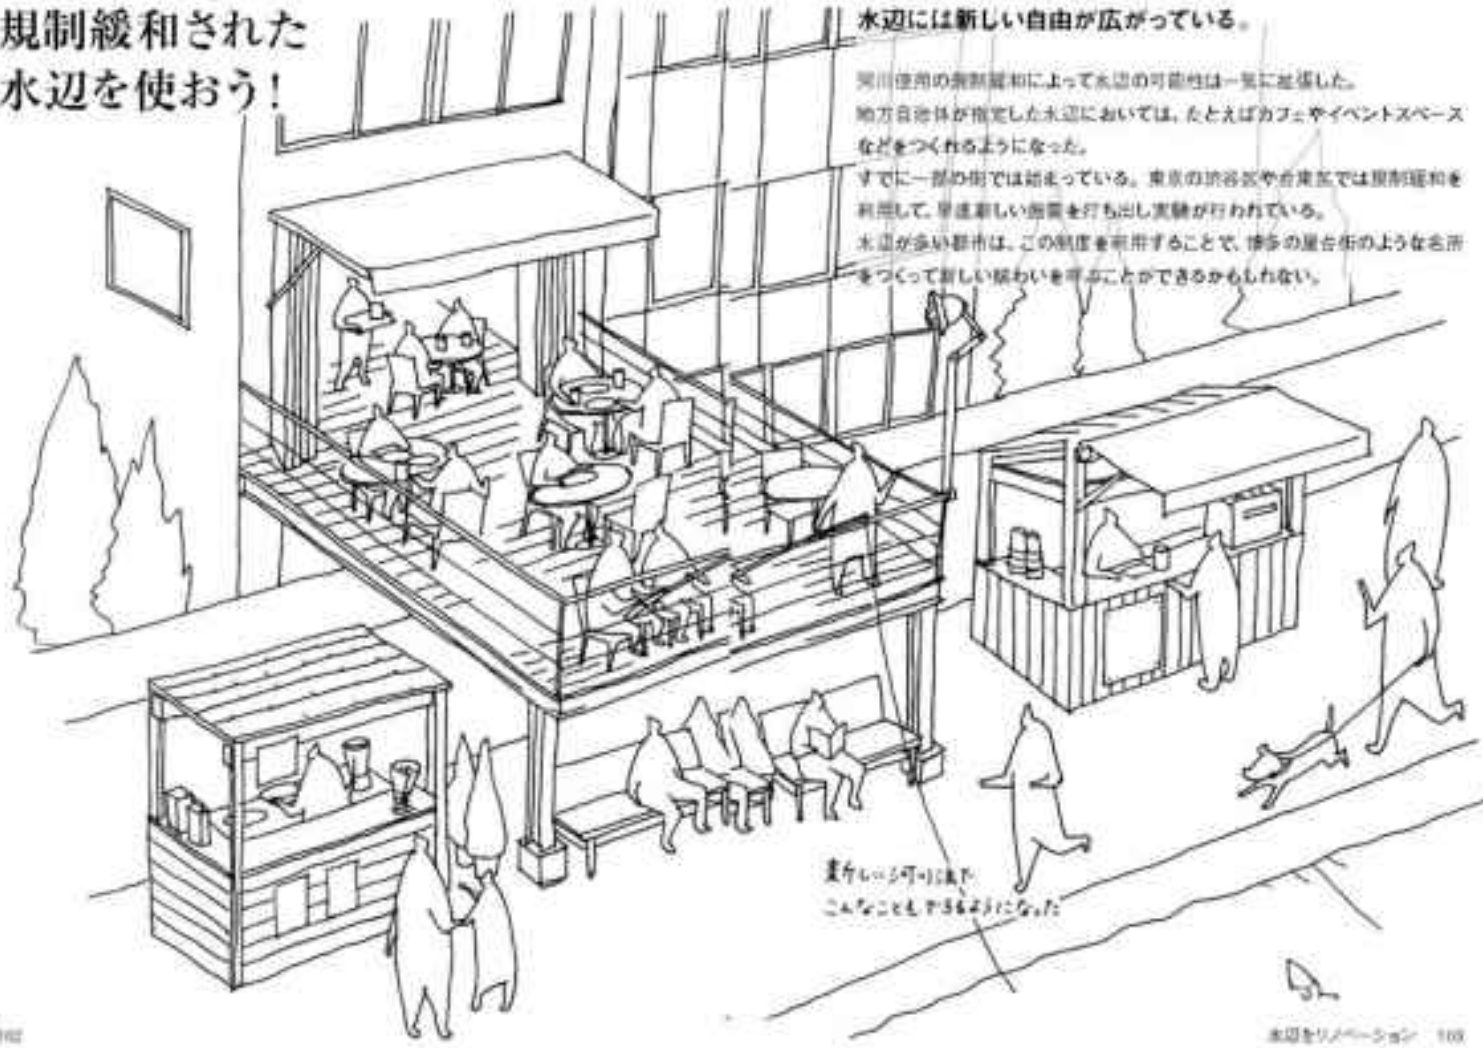 規制緩和された
水辺を使おう！
水辺には新しい自由が広がっている。
河川使用の規制緩和によって水辺の可能性は一気に拡張した。
地方自治体が指定した水辺においては、たとえばカフェやイベントスペース
などをつくれるようになった。
すでに一部の街では始まっている。東京の渋谷区や台東区では規制緩和を
利用して、早速新しい施策を打ち出し実験が行われている。
水辺が多い都市は、この制度を利用することで、博多の屋台街のような名所
をつくって新しい賑わいを呼ぶことができるかもしれない。
新しい河川法で
こんなこともできるようになった
102
水辺をリノベーション 103